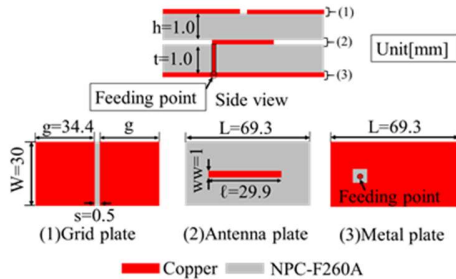 (1)
h=1.0
(2)
Unit[mm]
t=1.0
(3)
Feeding point
Side view
g=34.4
g
L=69.3
L=69.3
W=30
ww=1
ℓ=29.9
Feeding point
s=0.5
(1)Grid plate
(2)Antenna plate
(3)Metal plate
Copper
NPC-F260A